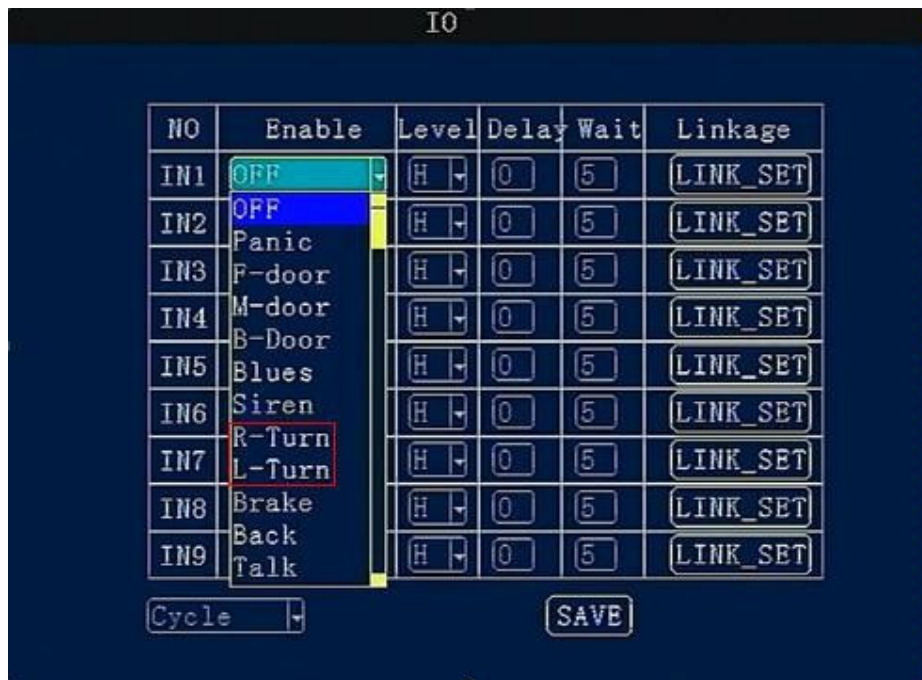 IO
NO Enable Level Delay Wait Linkage
IN1 OFF H 0 5 LINK_SET
OFF
IN2 H 0 5 LINK_SET
Panic
IN3 F-door H 0 5 LINK_SET
IN4 M-door H 0 5 LINK_SET
B-Door
IN5 Blues H 0 5 LINK_SET
IN6 Siren H 0 5 LINK_SET
R-Turn
IN7 L-Turn H 0 5 LINK_SET
IN8 Brake H 0 5 LINK_SET
Back
IN9 Talk H 0 5 LINK_SET
Cycle SAVE